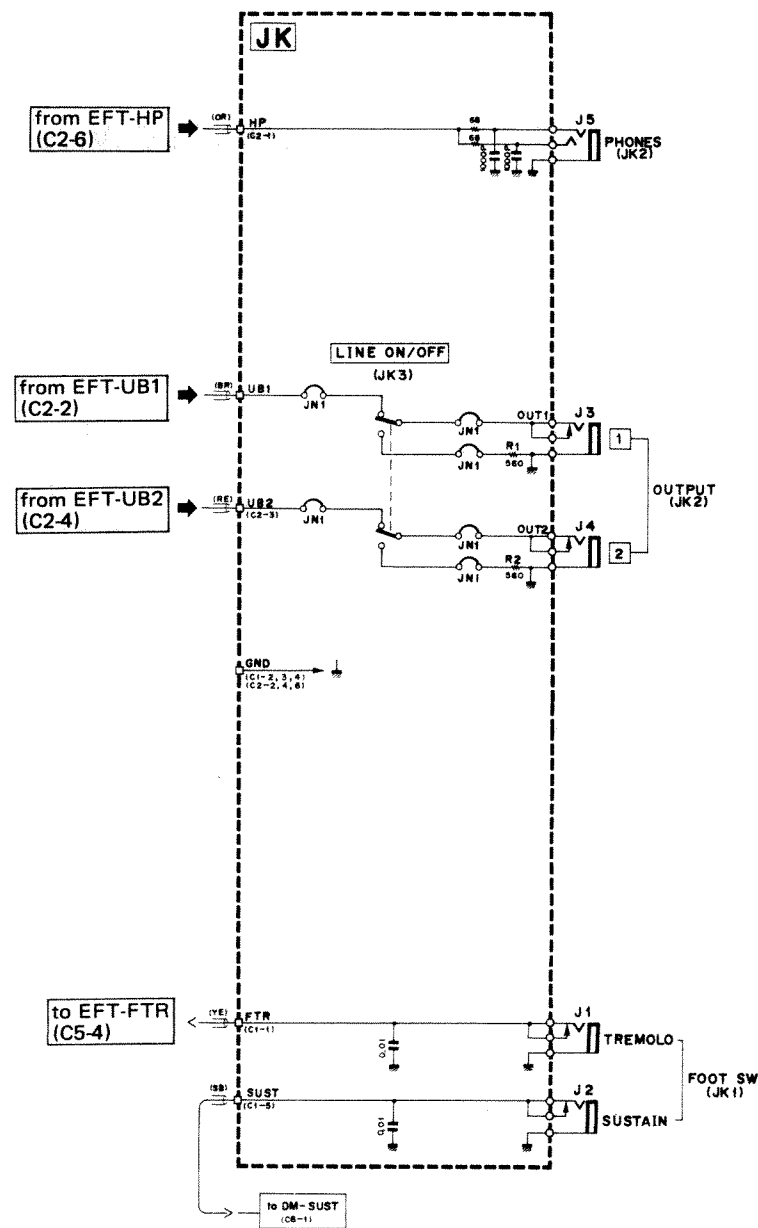 JK
from EFT-HP
(C2-6)
(OR)
HP
(C2-1)
68
68
J5
PHONES
(JK2)
LINE ON/OFF
(JK3)
from EFT-UB1
(C2-2)
(BR)
UB1
JN1
JN1
OUT1
J3
1
JN1
R1
560
OUTPUT
(JK2)
from EFT-UB2
(C2-4)
(RE)
UB2
(C2-3)
JN1
JN1
OUT2
J4
2
JN1
R2
560
GND
(C1-2,3,4)
(C2-2,4,6)
to EFT-FTR
(C5-4)
(YE)
FTR
(C1-1)
0.01
J1
TREMOLO
FOOT SW
(JK1)
(SB)
SUST
(C1-5)
0.01
J2
SUSTAIN
to DM-SUST
(C6-1)